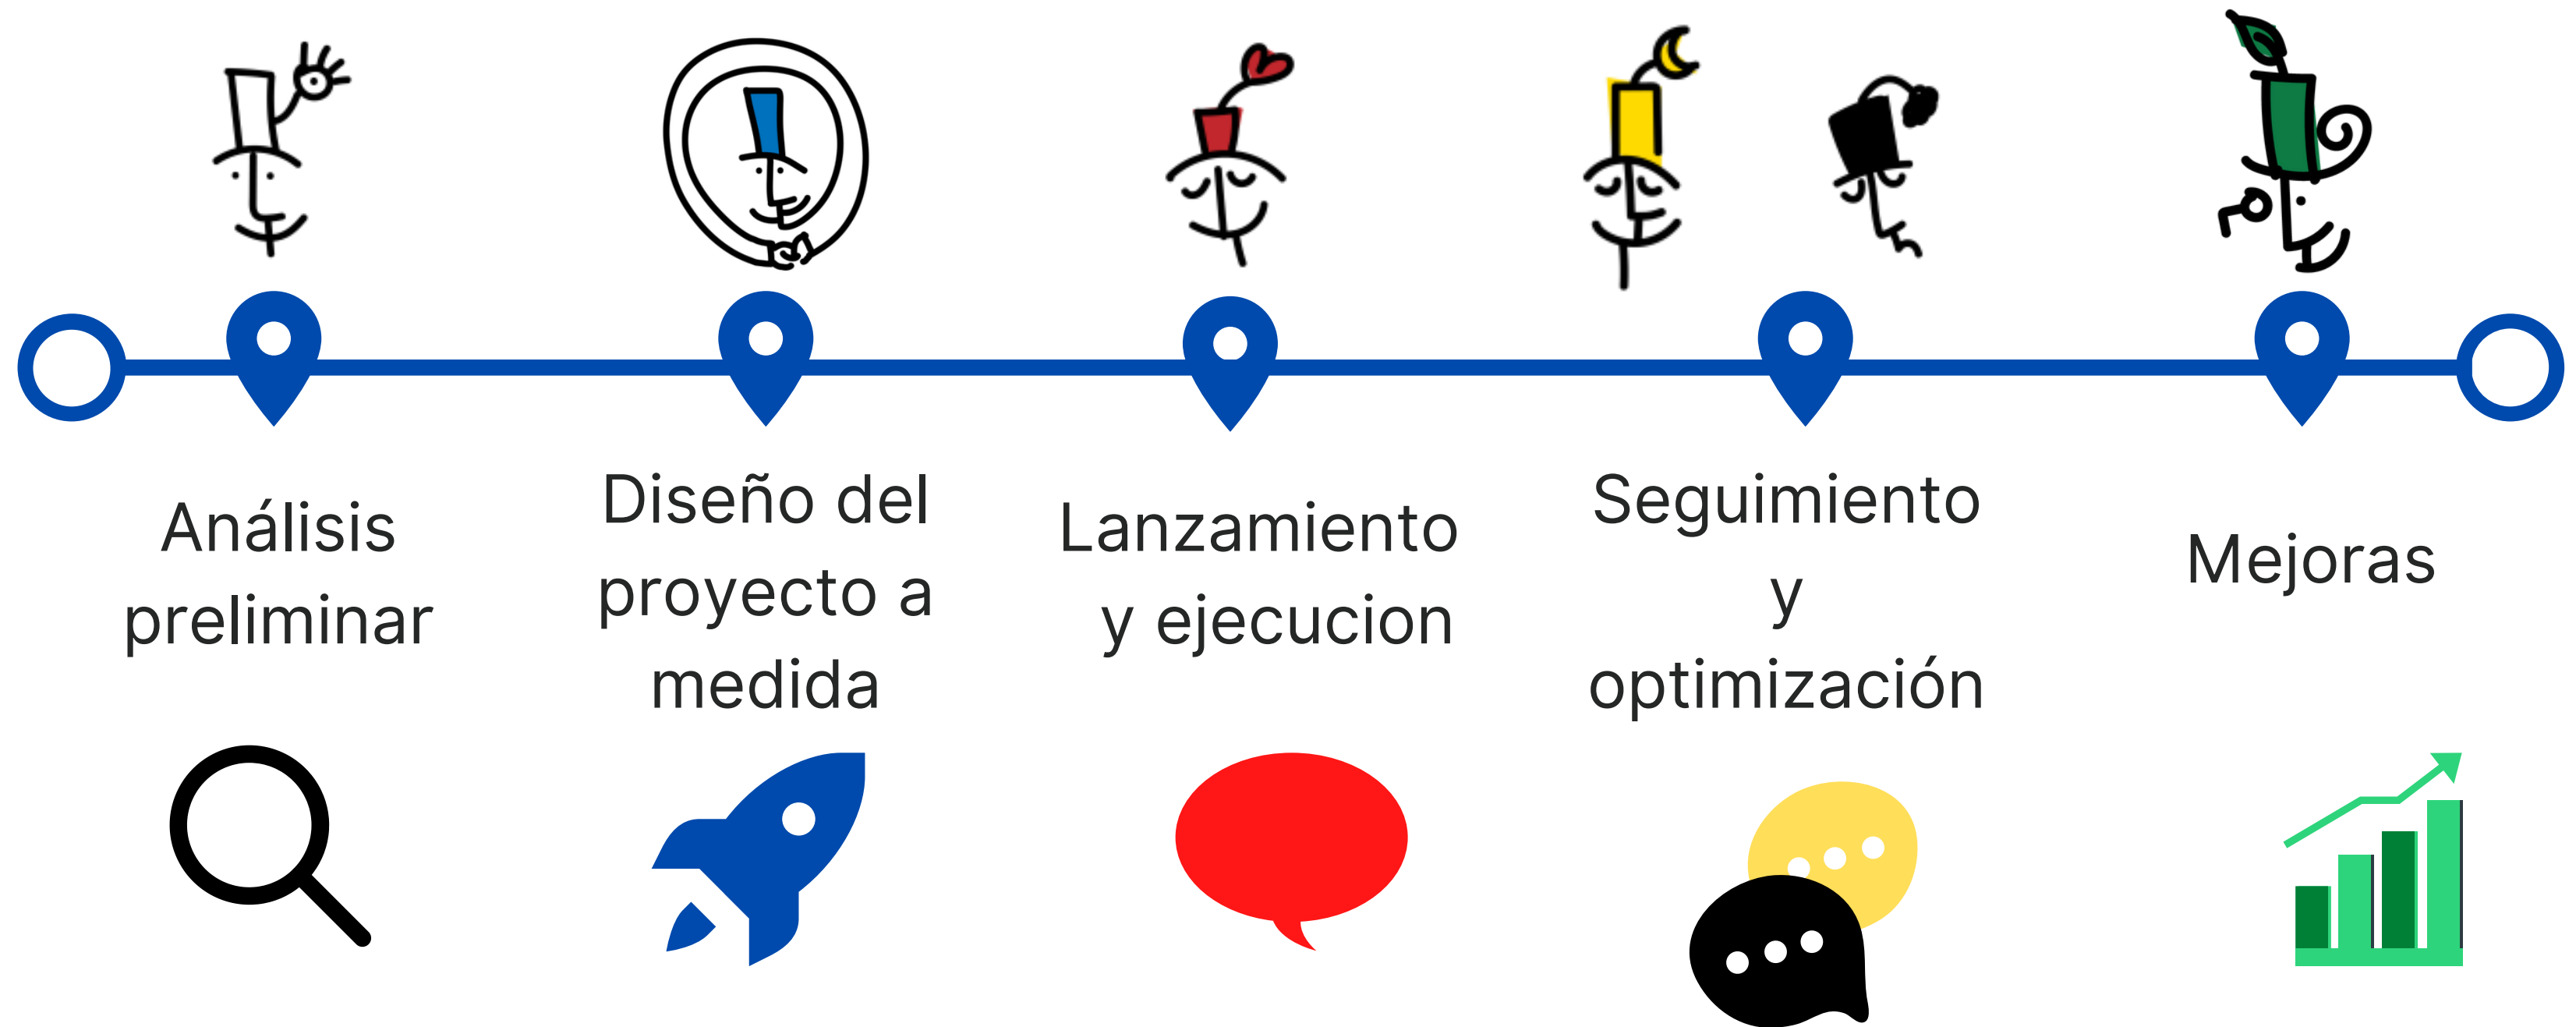 Análisis
preliminar
Diseño del
proyecto a
medida
Lanzamiento
y ejecucion
Seguimiento
y
optimización
Mejoras